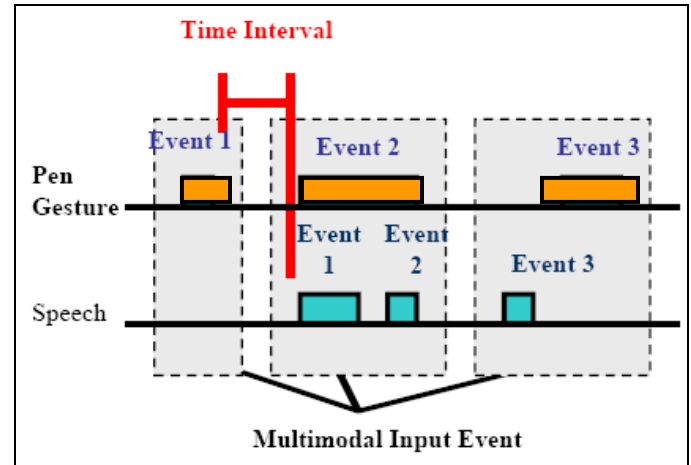 Time Interval
Event 1
Event 2
Event 3
Pen
Gesture
Event
1
Event
2
Event 3
Speech
Multimodal Input Event